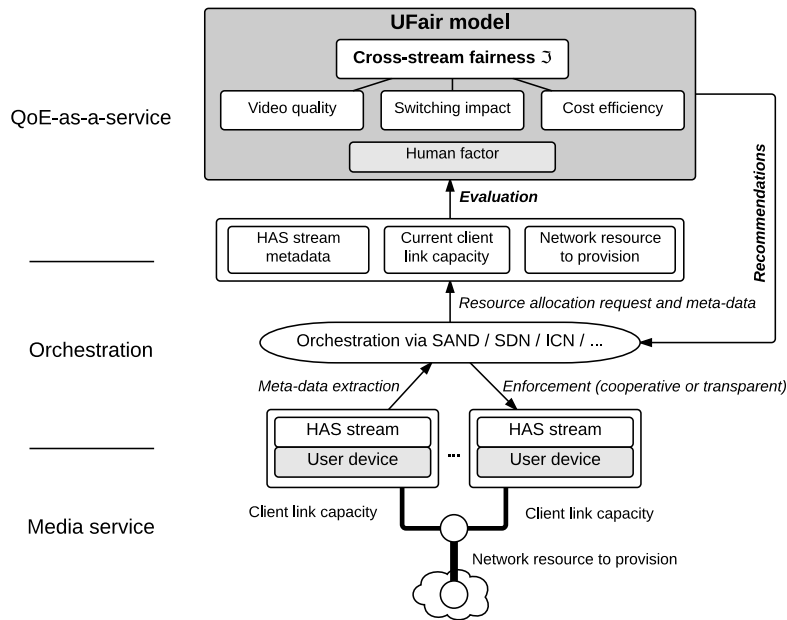 UFair model
Cross-stream fairness ℑ
Video quality
Switching impact
Cost efficiency
Human factor
QoE-as-a-service
Evaluation
Recommendations
HAS stream
metadata
Current client
link capacity
Network resource
to provision
Resource allocation request and meta-data
Orchestration
Orchestration via SAND / SDN / ICN / ...
Meta-data extraction
Enforcement (cooperative or transparent)
HAS stream
User device
...
HAS stream
User device
Media service
Client link capacity
Client link capacity
Network resource to provision